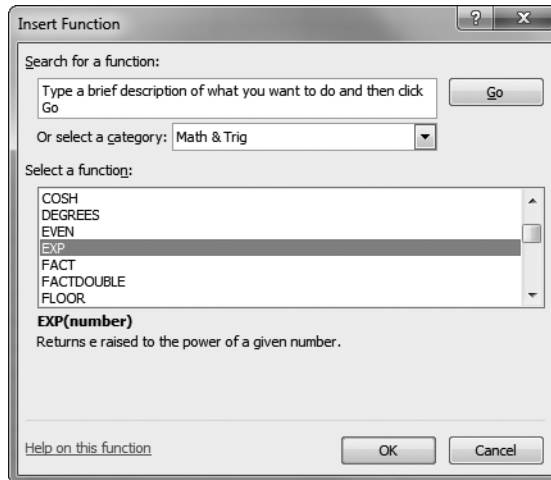 Insert Function
? X
Search for a function:
Type a brief description of what you want to do and then click
Go
Go
Or select a category: Math & Trig
Select a function:
COSH
DEGREES
EVEN
EXP
FACT
FACTDOUBLE
FLOOR
EXP(number)
Returns e raised to the power of a given number.
Help on this function
OK
Cancel